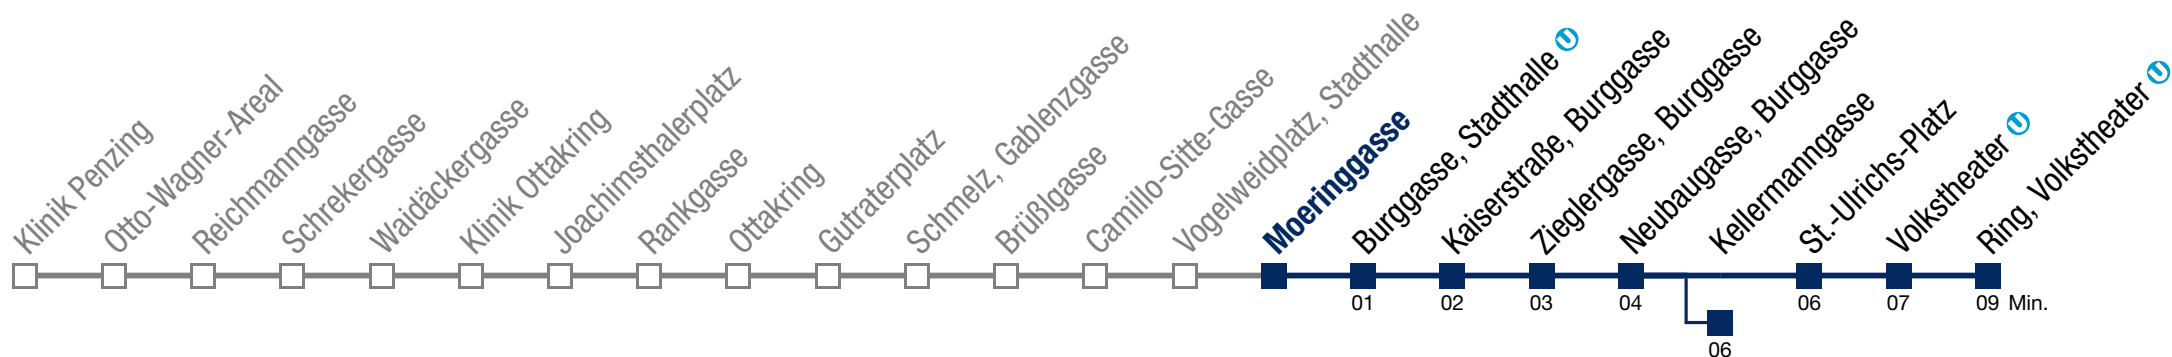 Klinik Penzing
Otto-Wagner-Areal
Reichmanngasse
Schrekergasse
Waidäckergasse
Klinik Ottakring
Joachimsthalerplatz
Rankgasse
Ottakring
Gutraterplatz
Schmelz, Gablenzgasse
Brüßlgasse
Camillo-Sitte-Gasse
Vogelweidplatz, Stadthalle
Moeringgasse
Burggasse, Stadthalle U
Kaiserstraße, Burggasse
Zieglergasse, Burggasse
Neubaugasse, Burggasse
Kellermanngasse
St.-Ulrichs-Platz
Volkstheater U
Ring, Volkstheater U
01 02 03 04 06 07 09 Min.
06